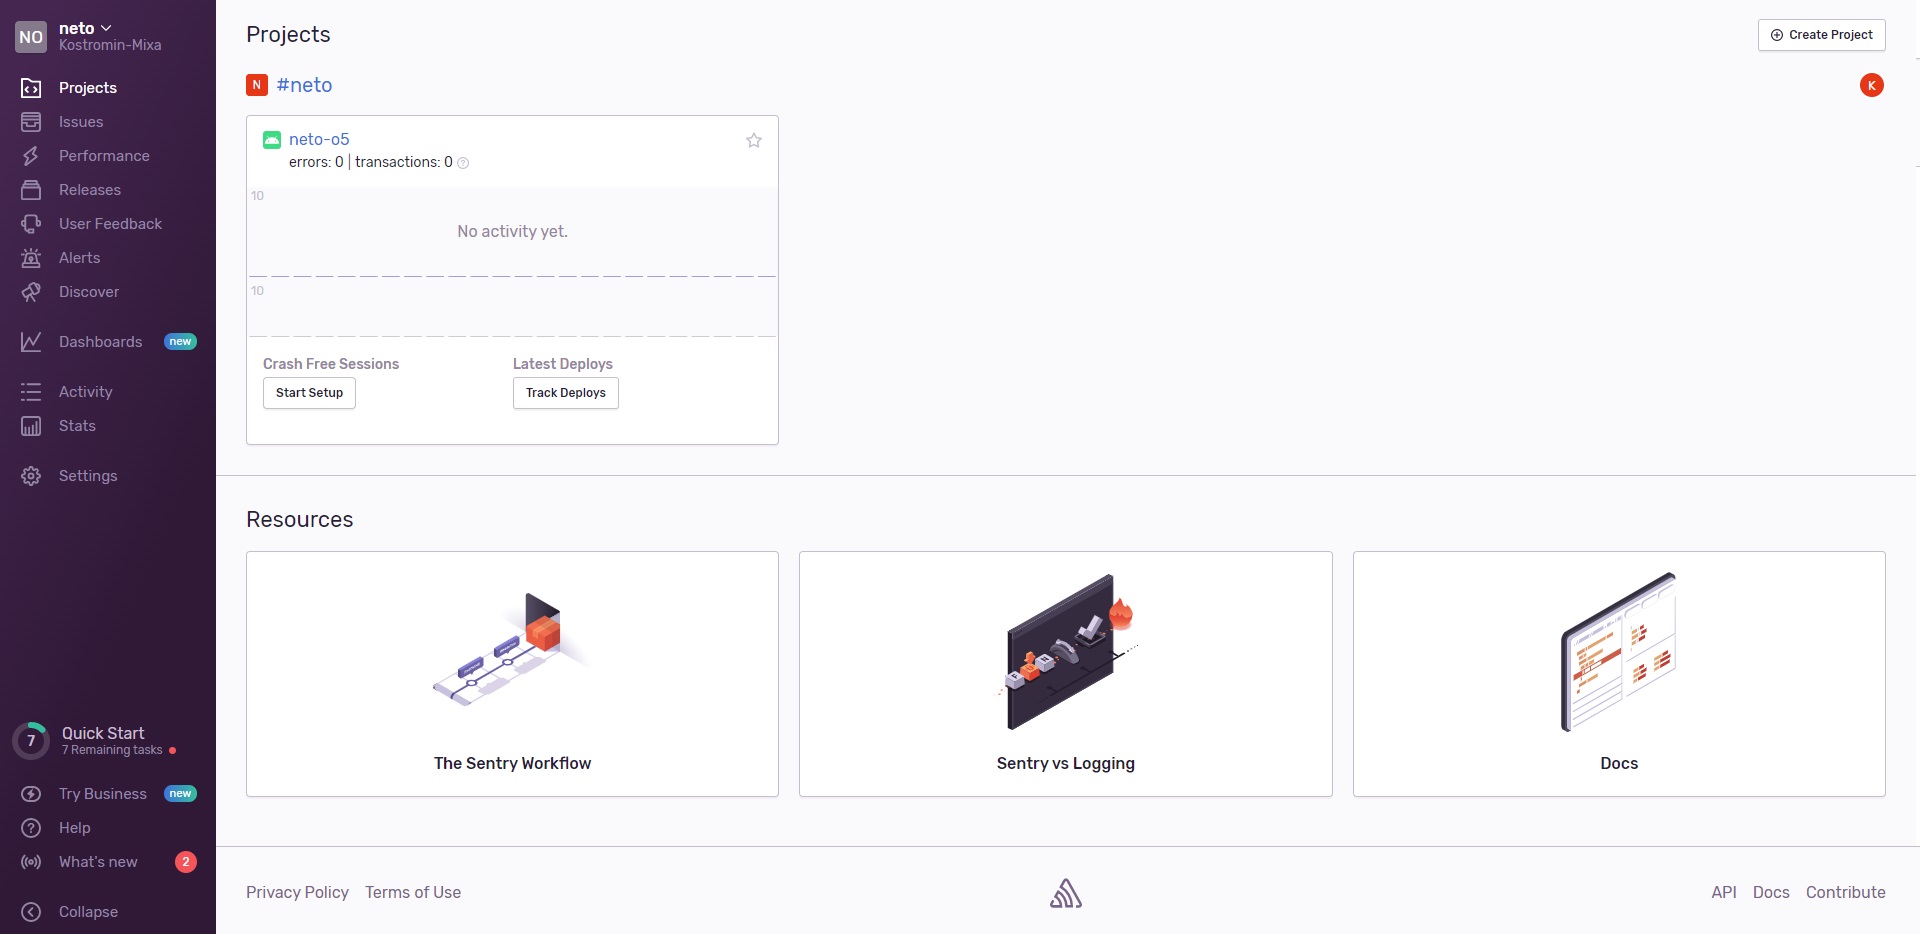 NO
neto
Kostromin-Mixa
Projects
Issues
Performance
Releases
User Feedback
Alerts
Discover
Dashboards new
Activity
Stats
Settings
7
Quick Start
7 Remaining tasks
Try Business new
Help
What's new 2
Collapse
Projects
Create Project
N #neto
K
neto-o5
errors: 0 | transactions: 0 ?
10
No activity yet.
10
Crash Free Sessions
Latest Deploys
Start Setup
Track Deploys
Resources
The Sentry Workflow
Sentry vs Logging
Docs
Privacy Policy Terms of Use
API Docs Contribute